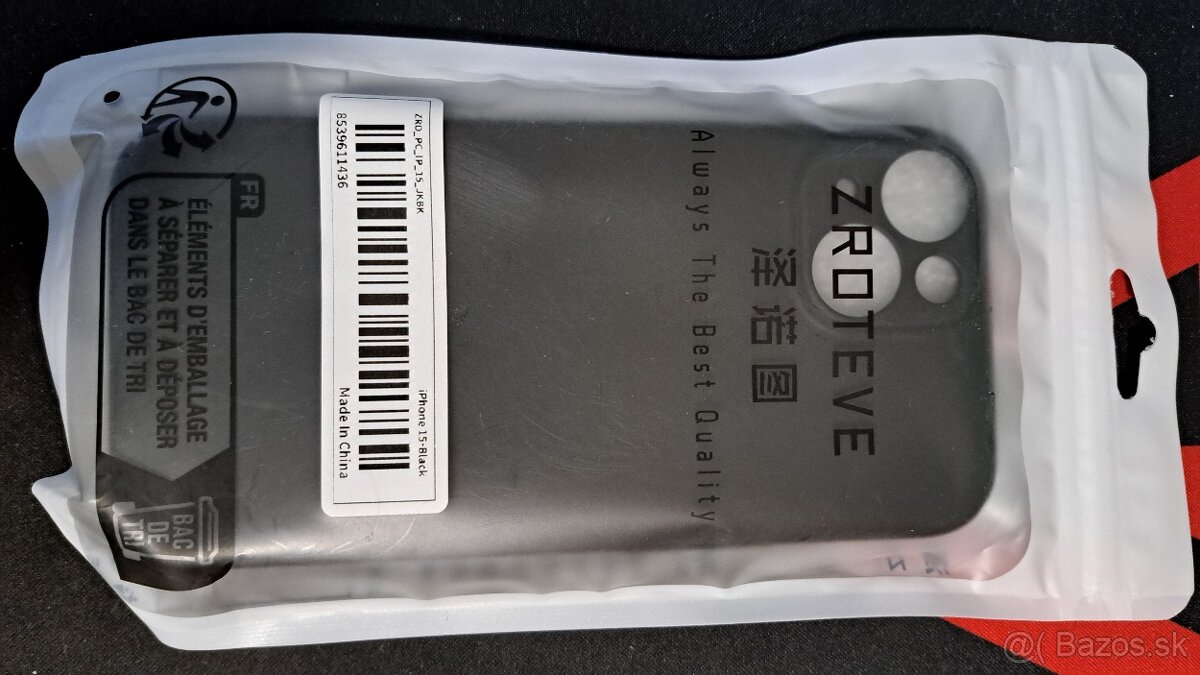 ZROTEVE
泽诺图
Always The Best Quality
ZRO_PC_IP_15_JKBK
8539611436
iPhone 15-Black
Made In China
FR
ÉLÉMENTS D'EMBALLAGE
À SÉPARER ET À DÉPOSER
DANS LE BAC DE TRI
BAC
DE
TRI
@( Bazos.sk